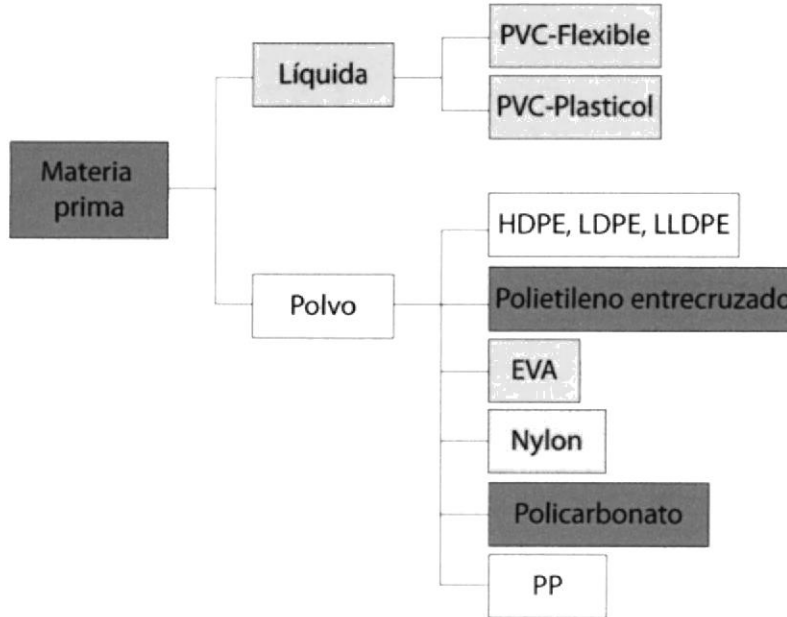 PVC-Flexible
Líquida
PVC-Plasticol
Materia
prima
HDPE, LDPE, LLDPE
Polvo
Polietileno entrecruzado
EVA
Nylon
Policarbonato
PP